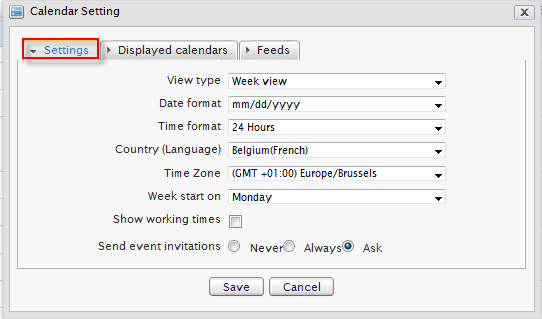 Calendar Setting
Settings Displayed calendars Feeds
View type Week view
Date format mm/dd/yyyy
Time format 24 Hours
Country (Language) Belgium(French)
Time Zone (GMT +01:00) Europe/Brussels
Week start on Monday
Show working times
Send event invitations Never Always Ask
Save Cancel